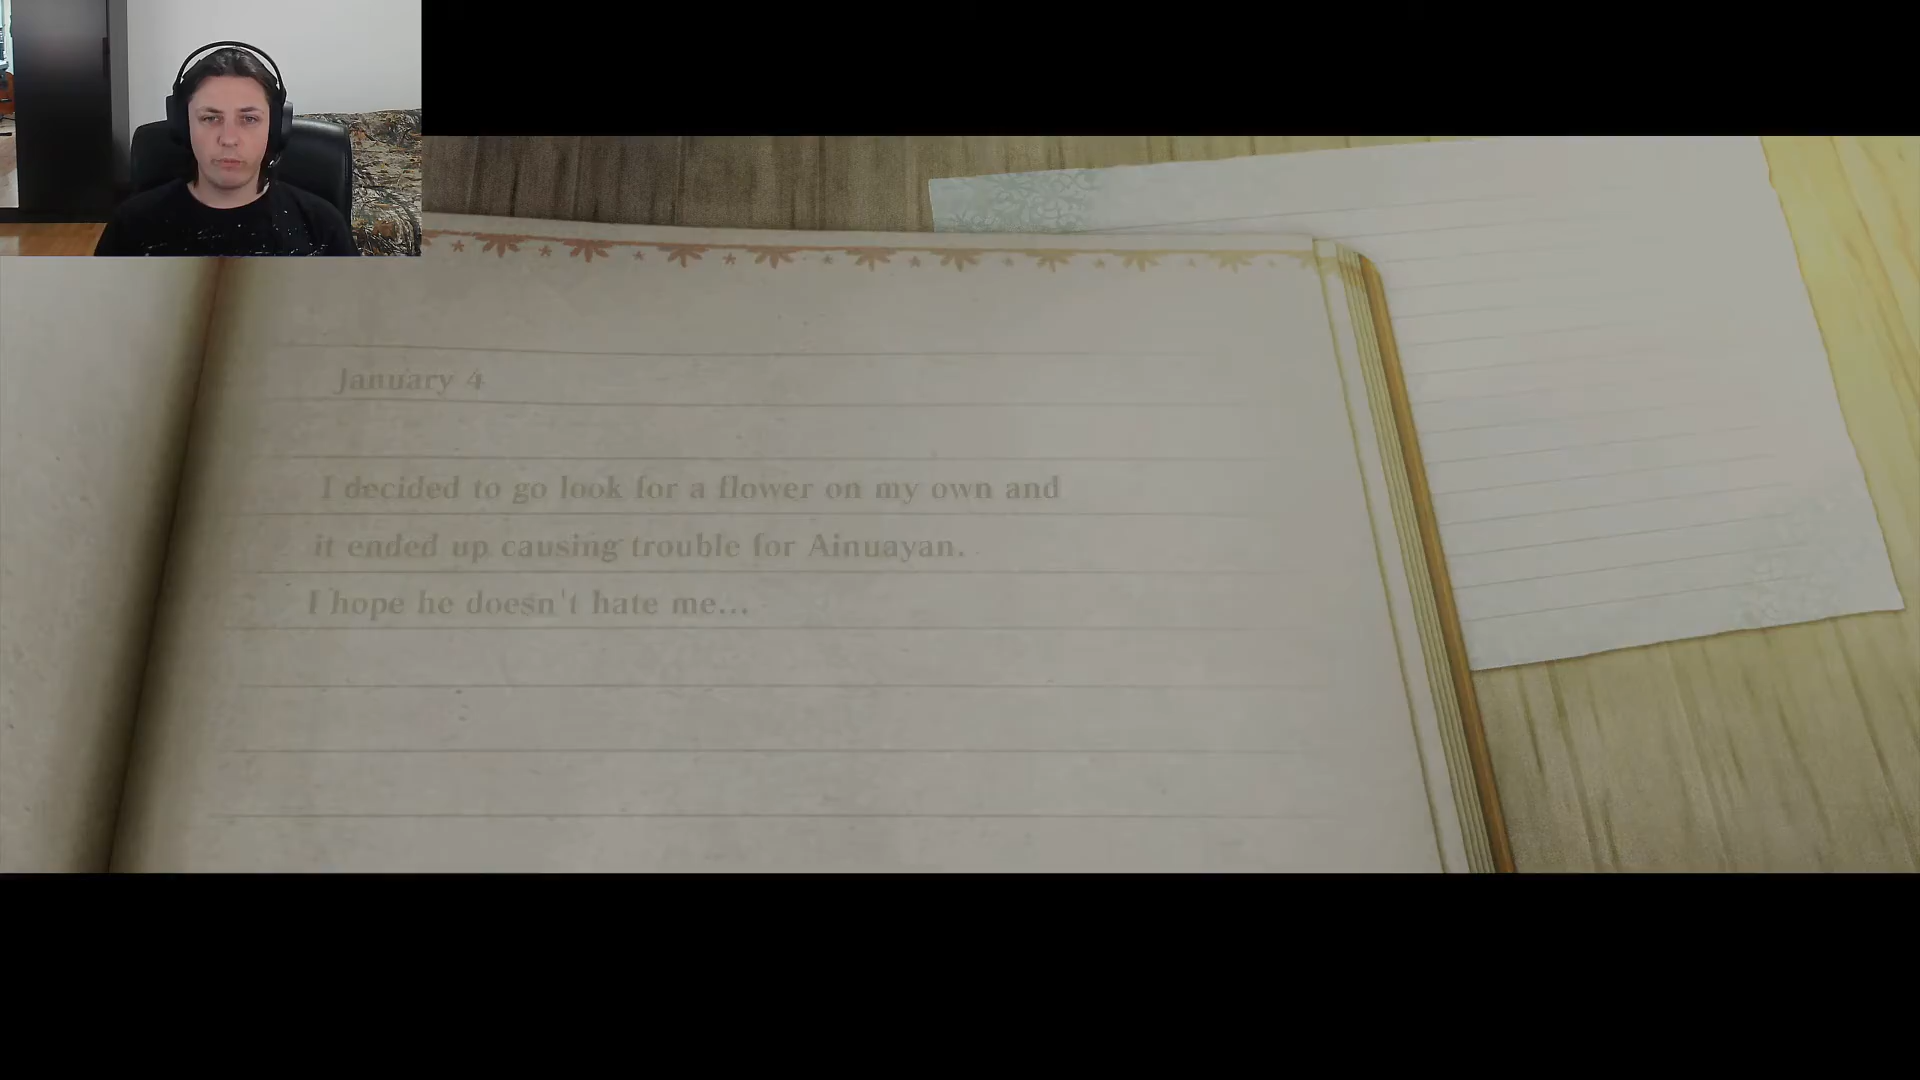 January 4
I decided to go look for a flower on my own and
it ended up causing trouble for Ainuayan.
I hope he doesn't hate me...